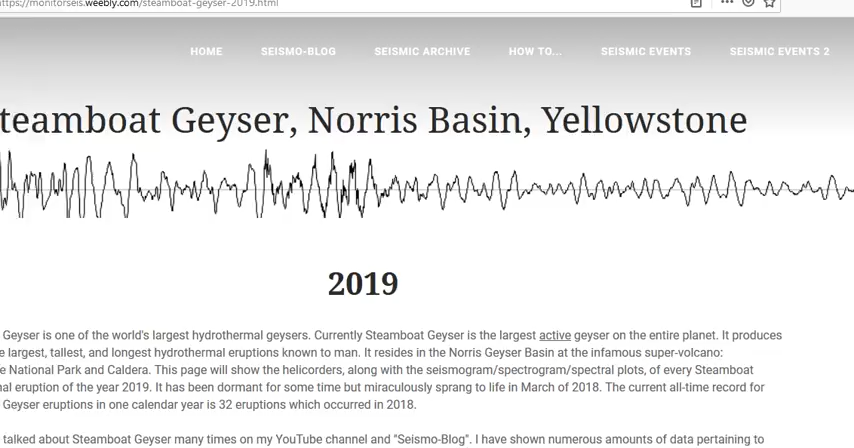 https://monitorseis.weebly.com/steamboat-geyser-2019.html
HOME SEISMO-BLOG SEISMIC ARCHIVE HOW TO... SEISMIC EVENTS SEISMIC EVENTS 2
teamboat Geyser, Norris Basin, Yellowstone
2019
Geyser is one of the world's largest hydrothermal geysers. Currently Steamboat Geyser is the largest active geyser on the entire planet. It produces
largest, tallest, and longest hydrothermal eruptions known to man. It resides in the Norris Geyser Basin at the infamous super-volcano:
National Park and Caldera. This page will show the helicorders, along with the seismogram/spectrogram/spectral plots, of every Steamboat
eruption of the year 2019. It has been dormant for some time but miraculously sprang to life in March of 2018. The current all-time record for
Geyser eruptions in one calendar year is 32 eruptions which occurred in 2018.
talked about Steamboat Geyser many times on my YouTube channel and "Seismo-Blog". I have shown numerous amounts of data pertaining to